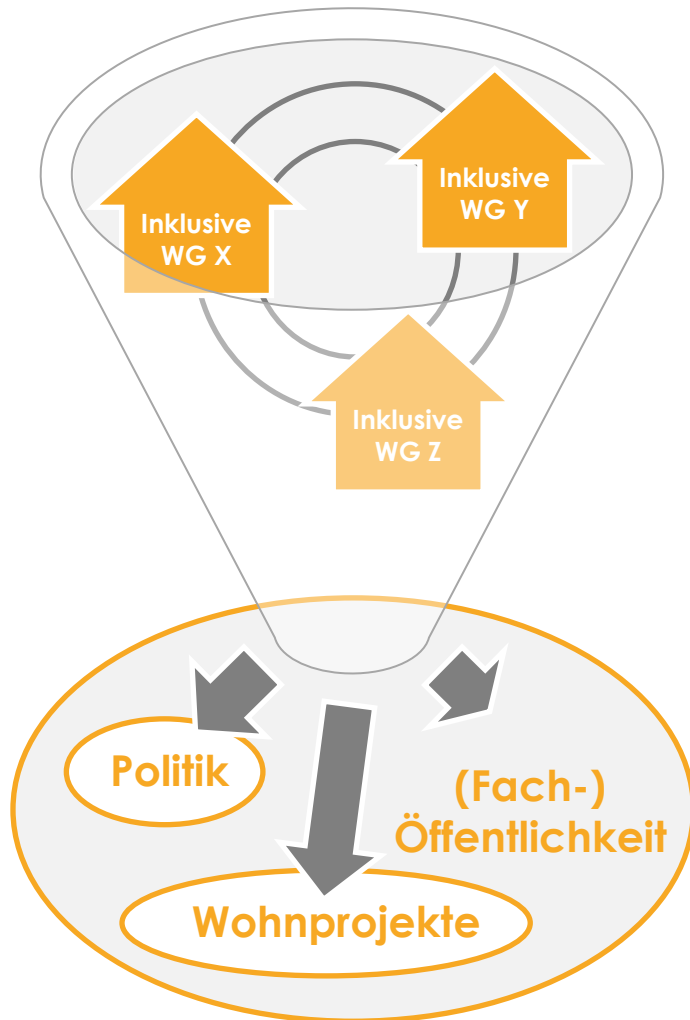 Inklusive
WG X
Inklusive
WG Y
Inklusive
WG Z
Politik
(Fach-)
Öffentlichkeit
Wohnprojekte